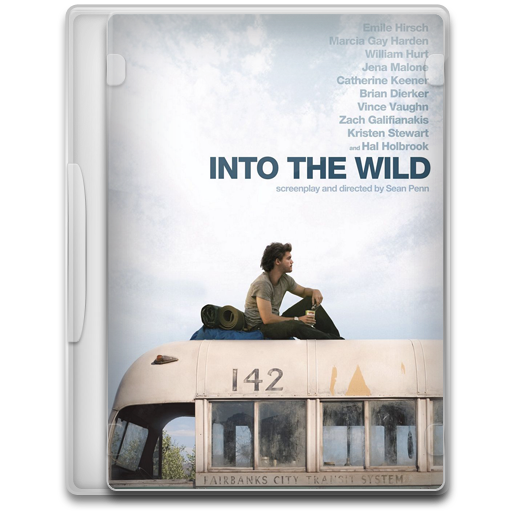 Emile Hirsch
Marcia Gay Harden
William Hurt
Jena Malone
Catherine Keener
Brian Dierker
Vince Vaughn
Zach Galifianakis
Kristen Stewart
and Hal Holbrook
INTO THE WILD
screenplay and directed by Sean Penn
142
FAIRBANKS CITY TRANSIT SYSTEM